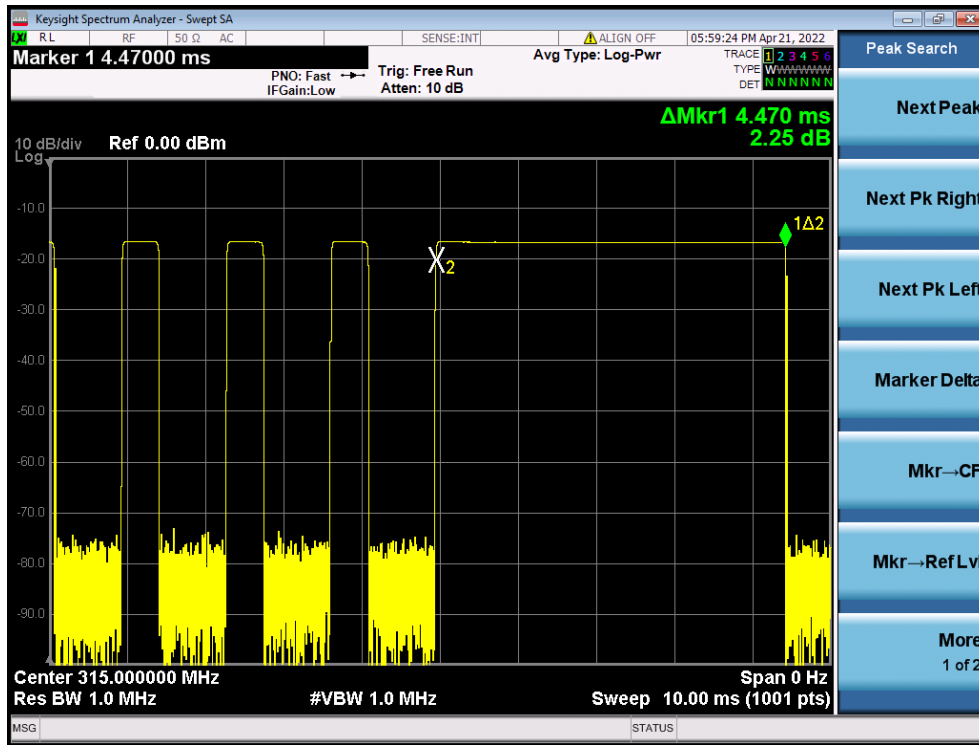 Keysight Spectrum Analyzer - Swept SA
LXI RL RF 50 Ω AC SENSE:INT ALIGN OFF 05:59:24 PM Apr 21, 2022
Marker 1 4.47000 ms
PNO: Fast
IFGain:Low
Trig: Free Run
Atten: 10 dB
Avg Type: Log-Pwr
TRACE 1 2 3 4 5 6
TYPE WWWWWW
DET N N N N N N
ΔMkr1 4.470 ms
2.25 dB
10 dB/div Ref 0.00 dBm
Log
-10.0
-20.0
-30.0
-40.0
-50.0
-60.0
-70.0
-80.0
-90.0
1Δ2
X2
Center 315.000000 MHz Span 0 Hz
Res BW 1.0 MHz #VBW 1.0 MHz Sweep 10.00 ms (1001 pts)
MSG STATUS
Peak Search
Next Peak
Next Pk Right
Next Pk Left
Marker Delta
Mkr→CF
Mkr→Ref Lvl
More
1 of 2